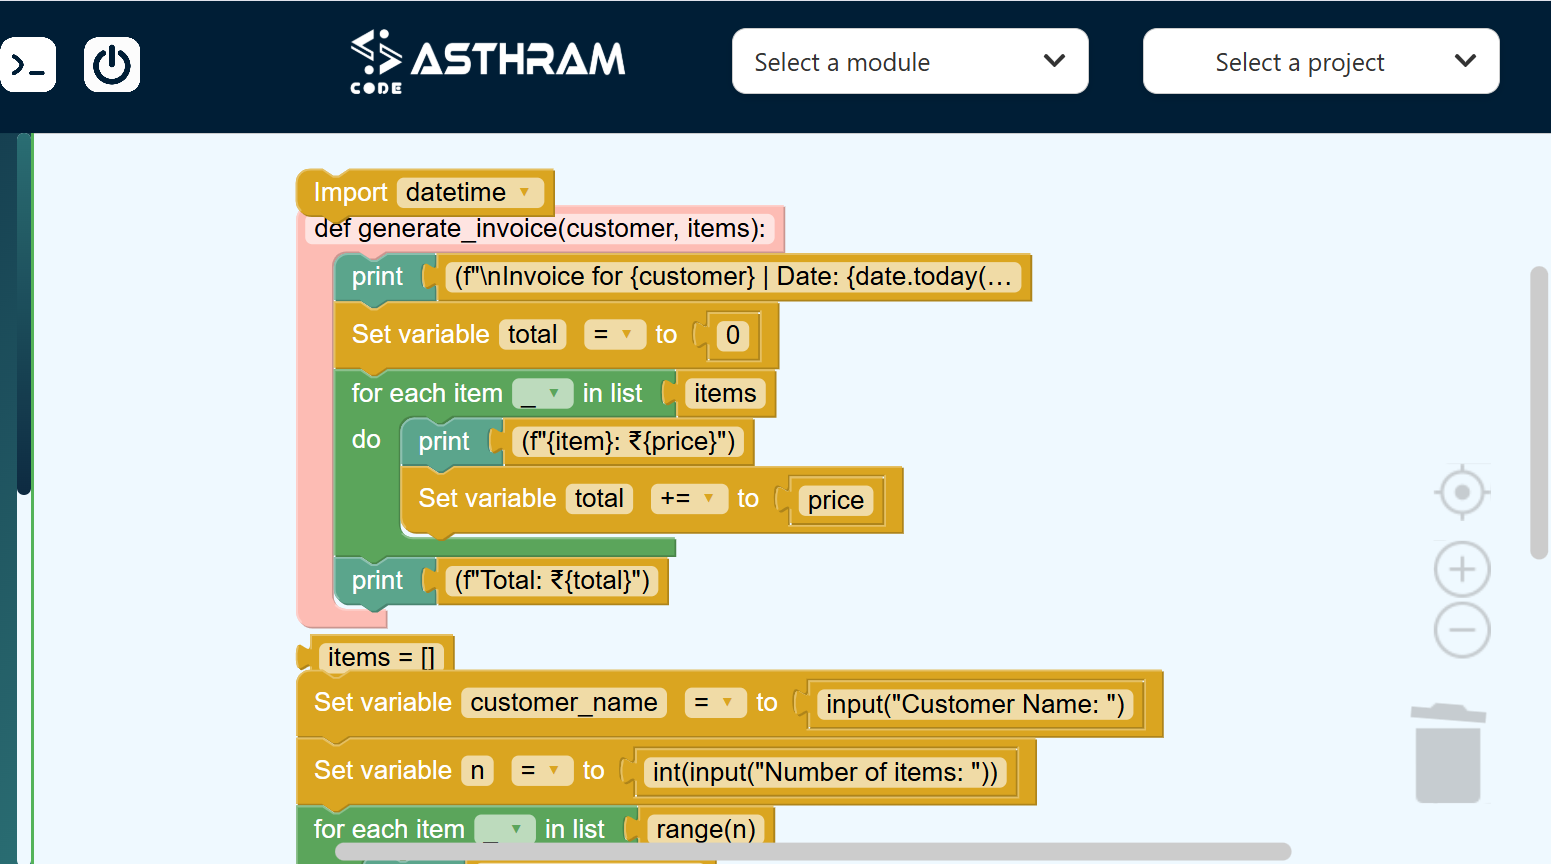 >_
CODE ASTHRAM
Select a module
Select a project
Import datetime
def generate_invoice(customer, items):
print (f"\nInvoice for {customer} | Date: {date.today(…
Set variable total = to 0
for each item _ in list items
do print (f"{item}: ₹{price}")
Set variable total += to price
print (f"Total: ₹{total}")
items = []
Set variable customer_name = to input("Customer Name: ")
Set variable n = to int(input("Number of items: "))
for each item _ in list range(n)